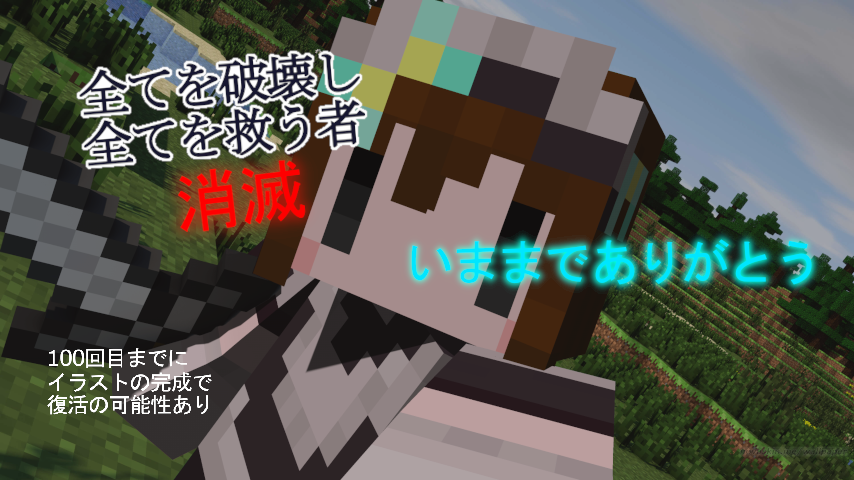 全てを破壊し
全てを救う者
消滅
いままでありがとう
100回目までに
イラストの完成で
復活の可能性あり